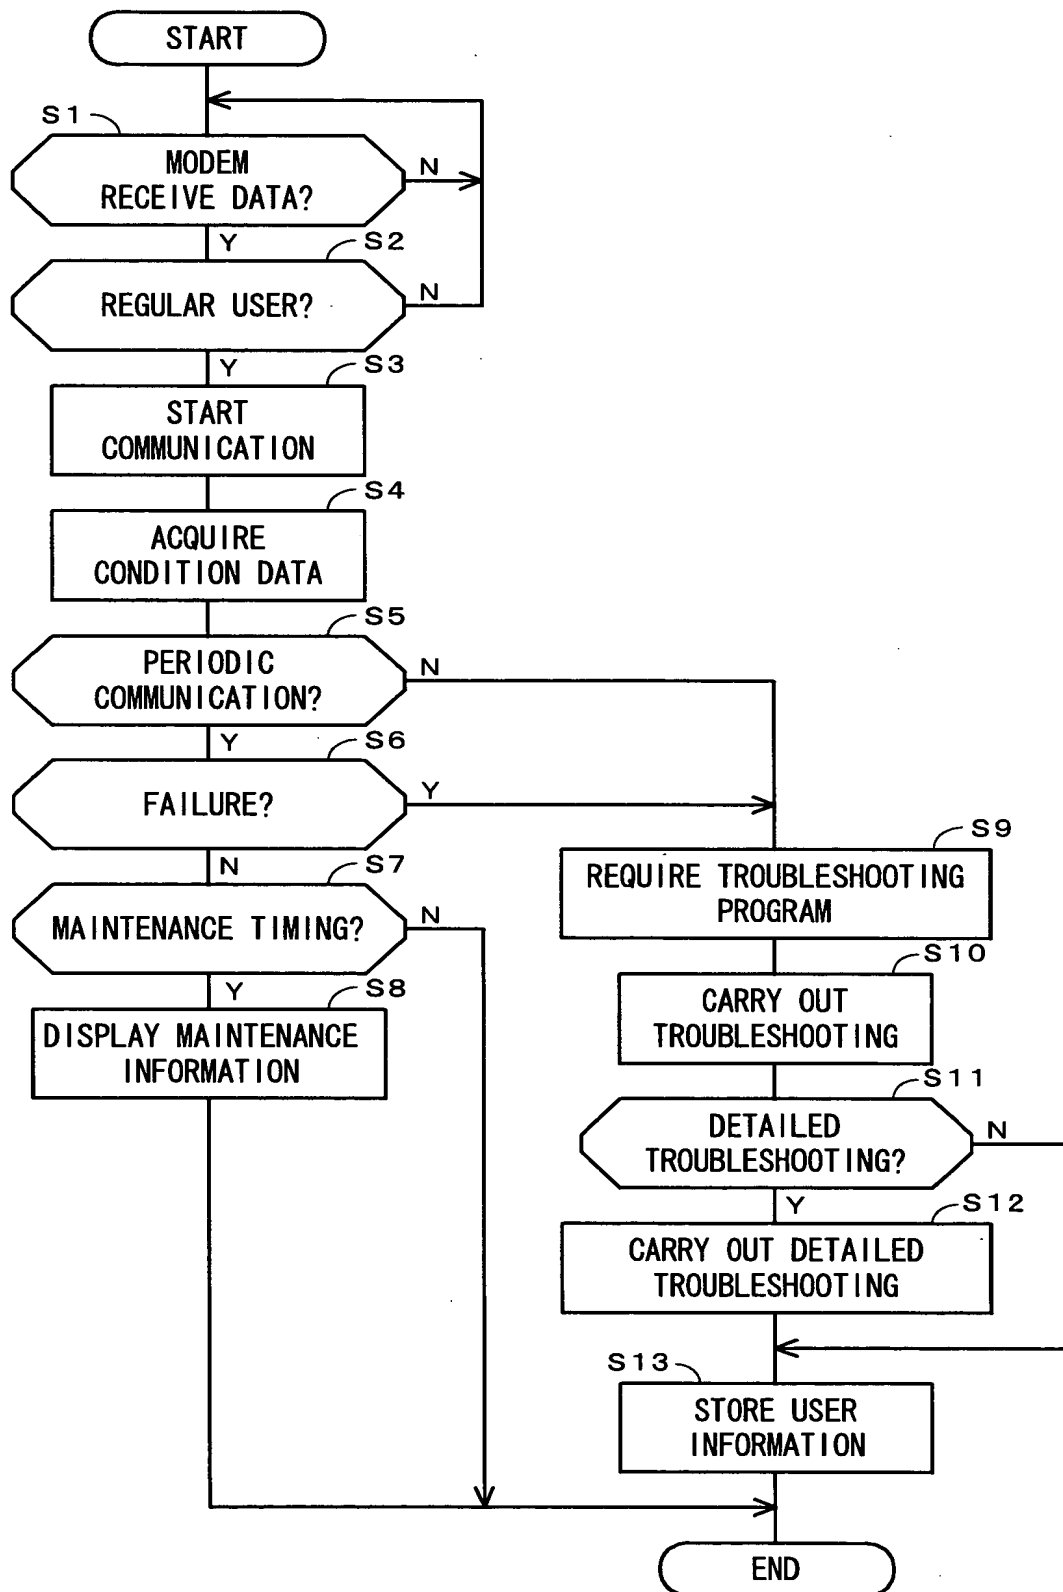 START
S1
MODEM
RECEIVE DATA?
N
Y
S2
REGULAR USER?
N
Y
S3
START
COMMUNICATION
S4
ACQUIRE
CONDITION DATA
S5
PERIODIC
COMMUNICATION?
N
Y
S6
FAILURE?
Y
N
S7
MAINTENANCE TIMING?
N
Y
S8
DISPLAY MAINTENANCE
INFORMATION
S9
REQUIRE TROUBLESHOOTING
PROGRAM
S10
CARRY OUT
TROUBLESHOOTING
S11
DETAILED
TROUBLESHOOTING?
N
Y
S12
CARRY OUT DETAILED
TROUBLESHOOTING
S13
STORE USER
INFORMATION
END